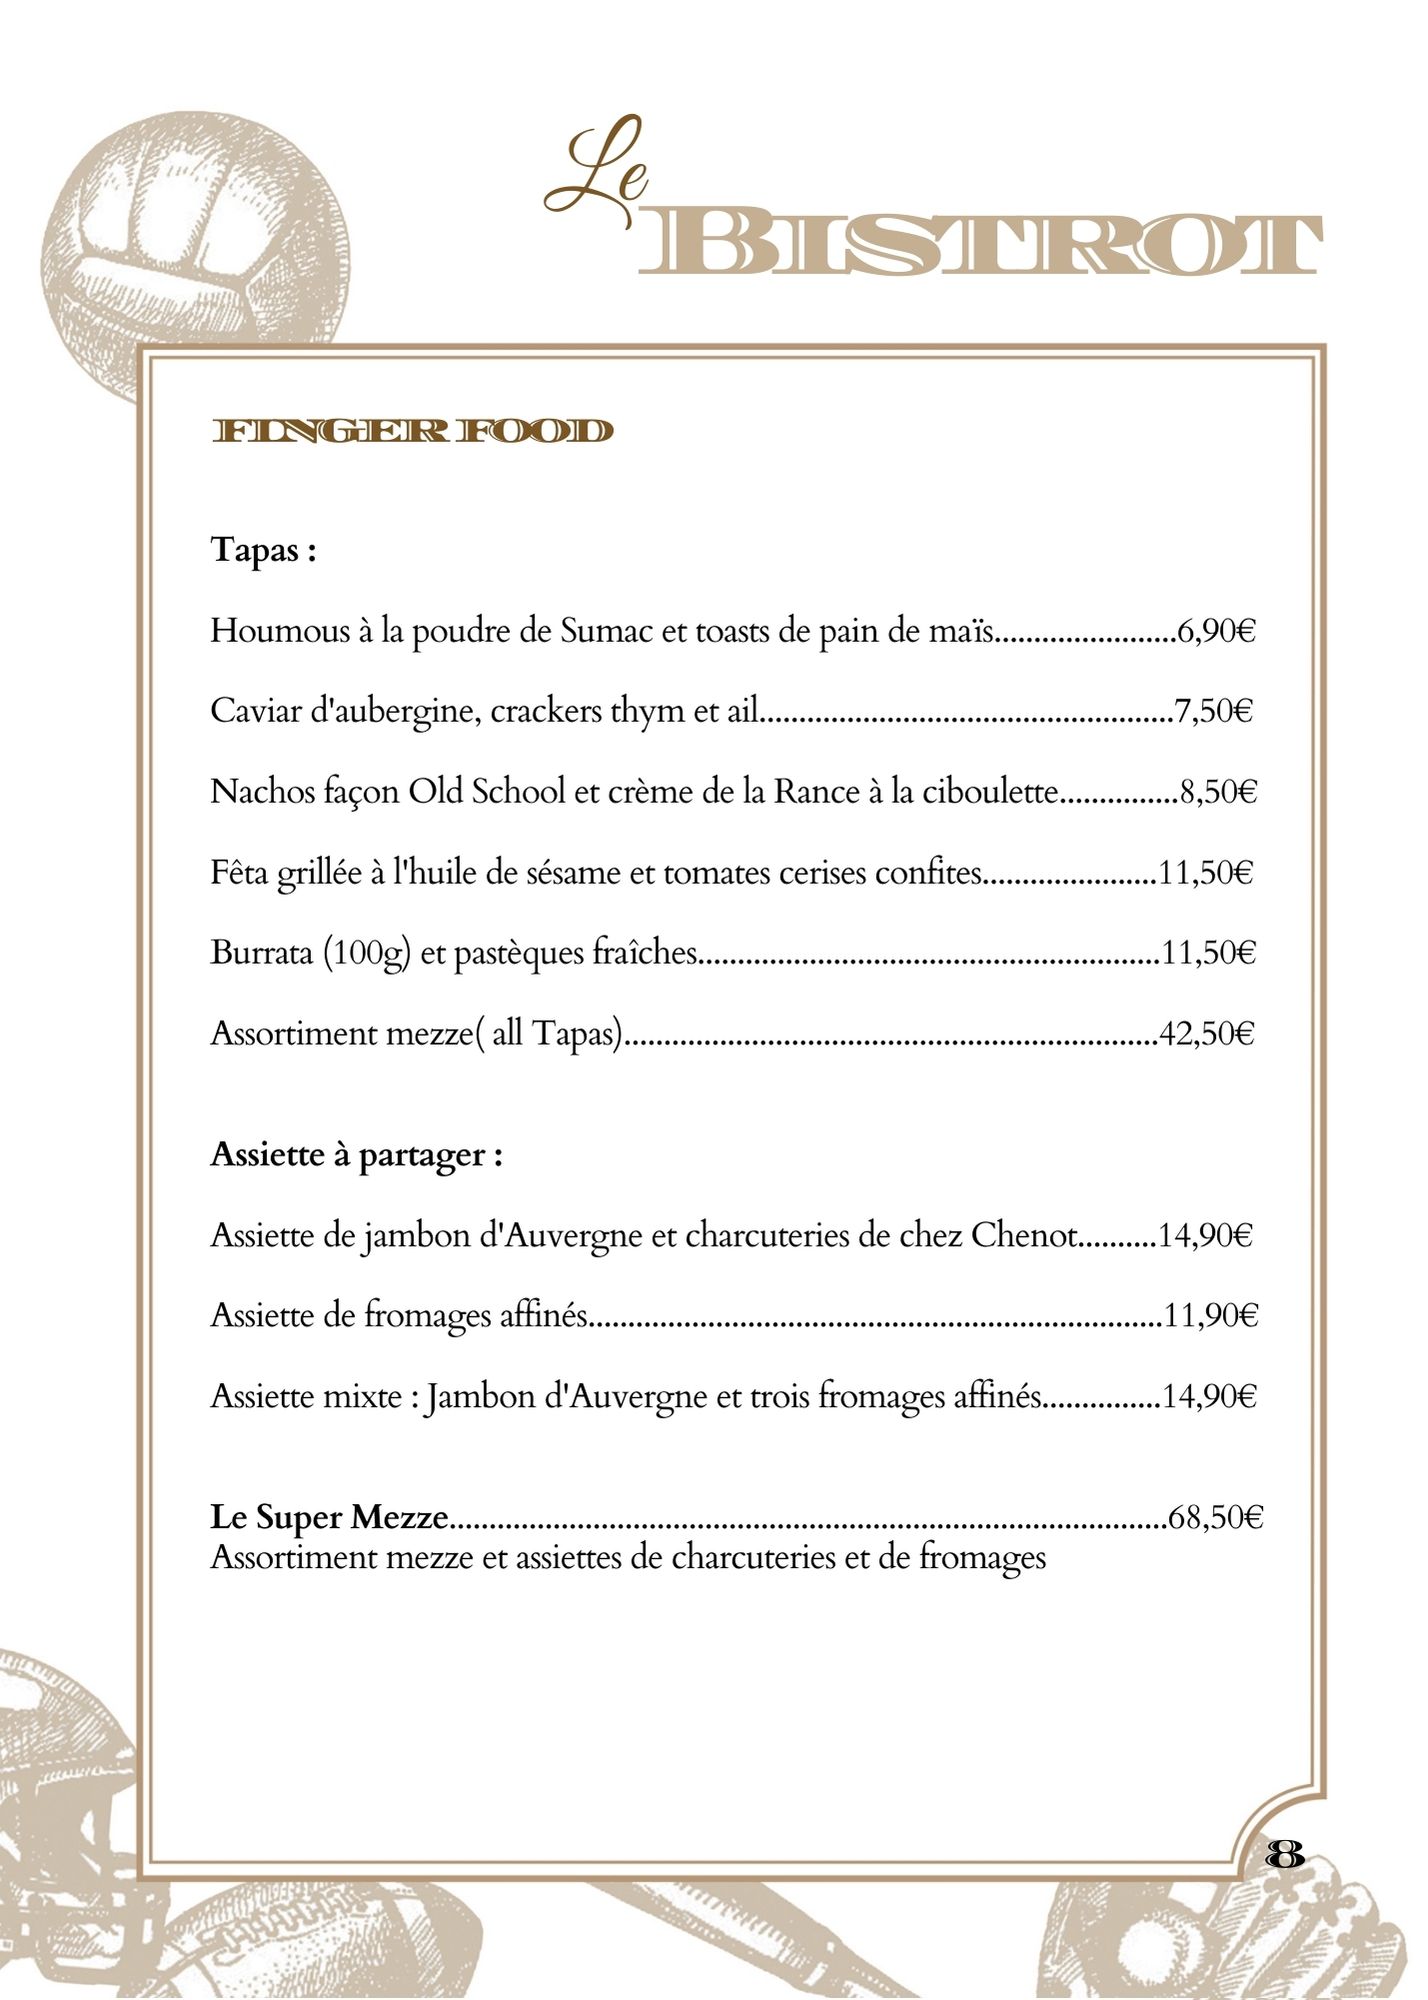 Le
BISTROT
FINGER FOOD
Tapas :
Houmous à la poudre de Sumac et toasts de pain de maïs.......................6,90€
Caviar d'aubergine, crackers thym et ail....................................................7,50€
Nachos façon Old School et crème de la Rance à la ciboulette...............8,50€
Fêta grillée à l'huile de sésame et tomates cerises confites......................11,50€
Burrata (100g) et pastèques fraîches..........................................................11,50€
Assortiment mezze( all Tapas)...................................................................42,50€
Assiette à partager :
Assiette de jambon d'Auvergne et charcuteries de chez Chenot..........14,90€
Assiette de fromages affinés........................................................................11,90€
Assiette mixte : Jambon d'Auvergne et trois fromages affinés...............14,90€
Le Super Mezze..........................................................................................68,50€
Assortiment mezze et assiettes de charcuteries et de fromages
8